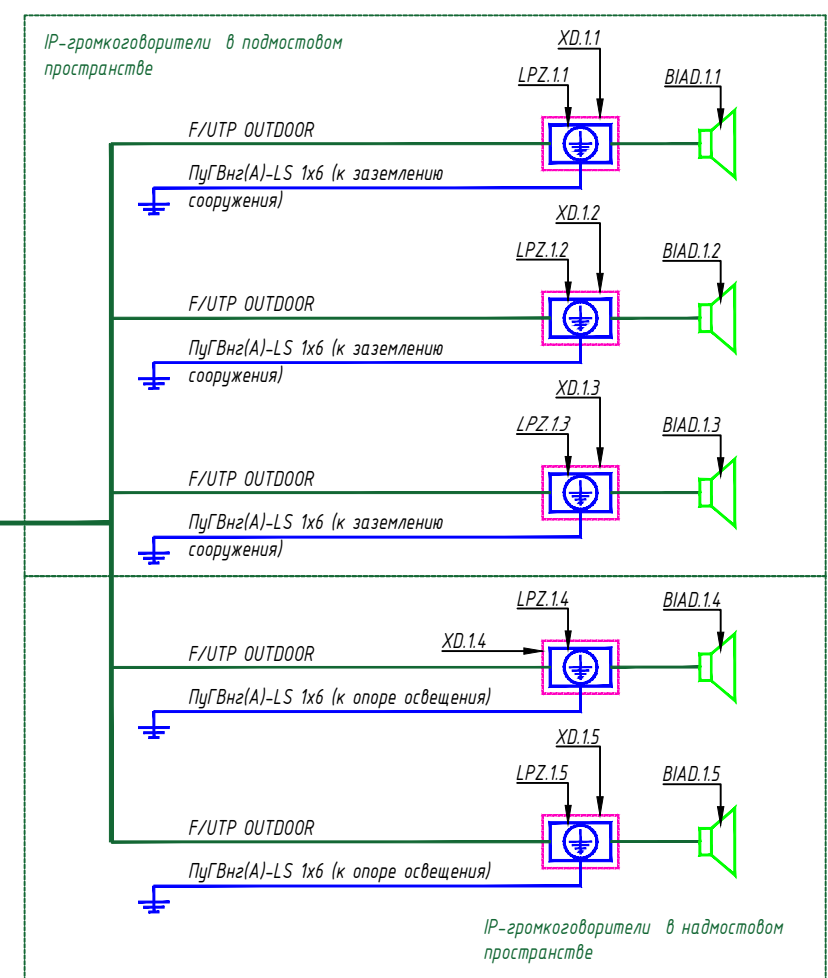 IP-громкоговорители в подмостовом
пространстве
XD.1.1
LPZ.1.1
BIAD.1.1
F/UTP OUTDOOR
ПуГВнг(А)-LS 1х6 (к заземлению
сооружения)
XD.1.2
LPZ.1.2
BIAD.1.2
F/UTP OUTDOOR
ПуГВнг(А)-LS 1х6 (к заземлению
сооружения)
XD.1.3
LPZ.1.3
BIAD.1.3
F/UTP OUTDOOR
ПуГВнг(А)-LS 1х6 (к заземлению
сооружения)
LPZ.1.4
BIAD.1.4
XD.1.4
F/UTP OUTDOOR
ПуГВнг(А)-LS 1х6 (к опоре освещения)
XD.1.5
LPZ.1.5
BIAD.1.5
F/UTP OUTDOOR
ПуГВнг(А)-LS 1х6 (к опоре освещения)
IP-громкоговорители в надмостовом
пространстве